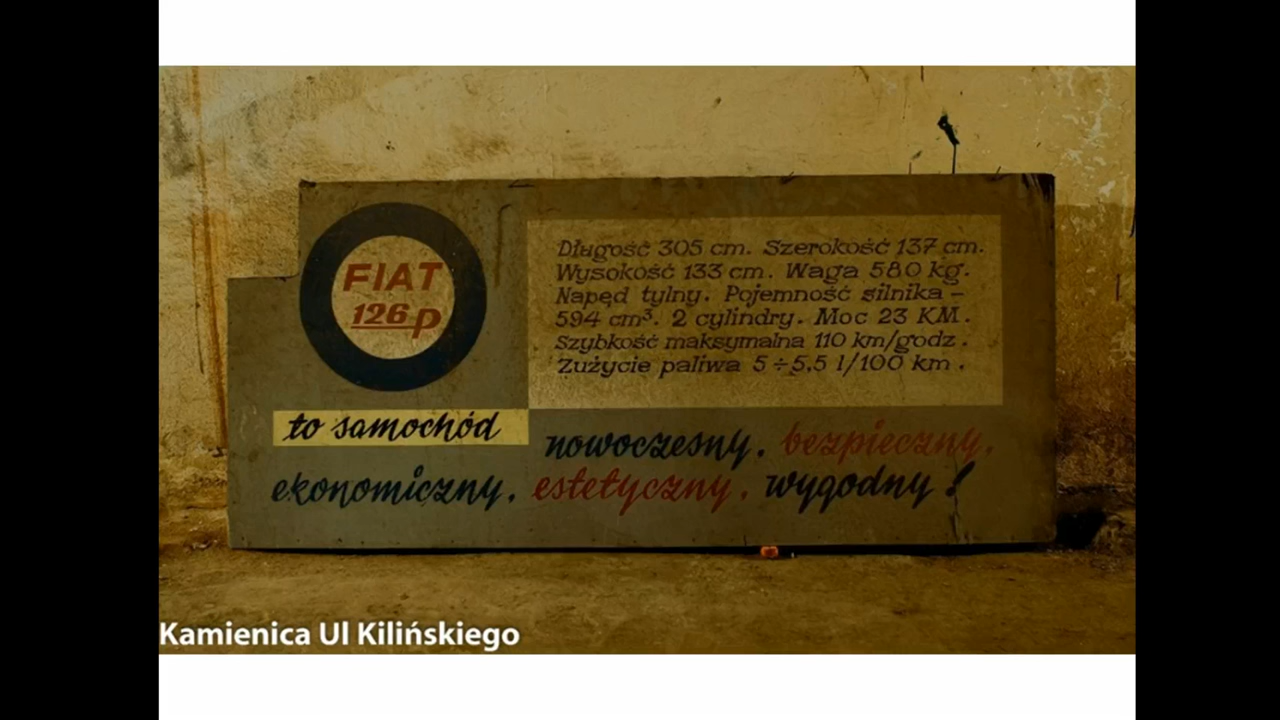 FIAT
126p
Długość 305 cm. Szerokość 137 cm.
Wysokość 133 cm. Waga 580 kg.
Napęd tylny. Pojemność silnika –
594 cm³. 2 cylindry. Moc 23 KM.
Szybkość maksymalna 110 km/godz.
Zużycie paliwa 5÷5,5 l/100 km.
to samochód
nowoczesny, bezpieczny,
ekonomiczny, estetyczny, wygodny!
Kamienica Ul Kilińskiego